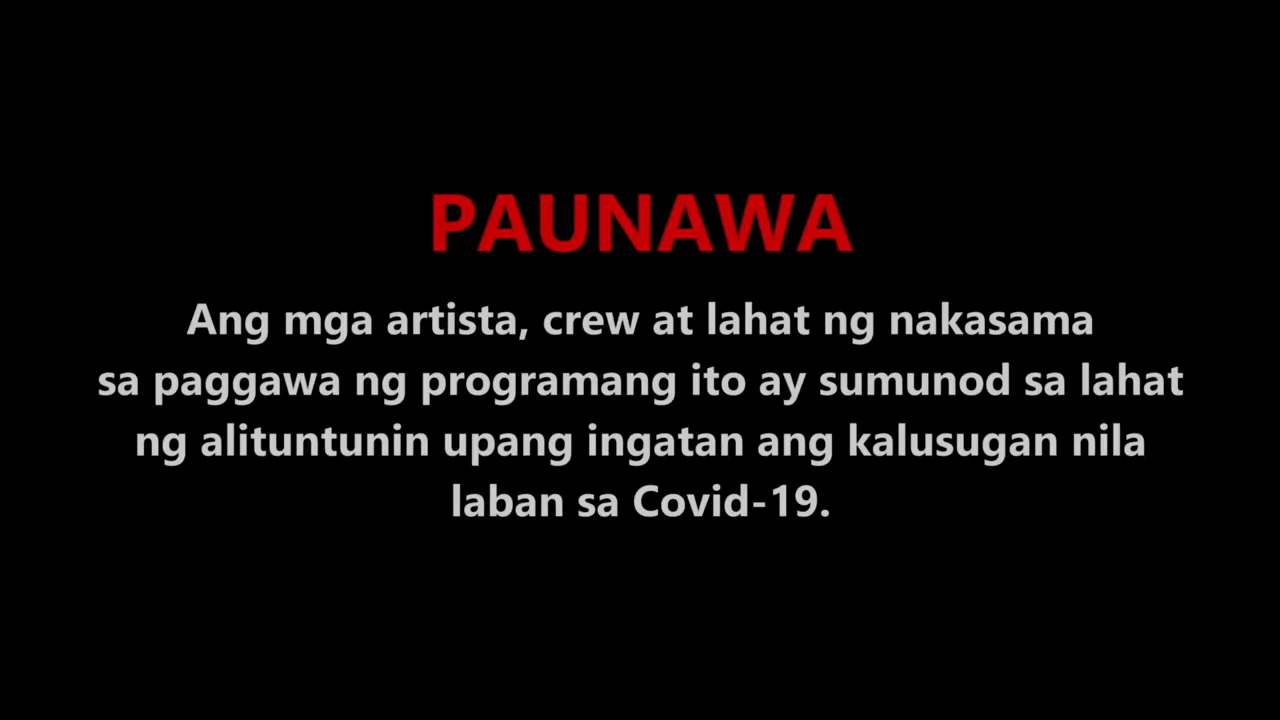 PAUNAWA
Ang mga artista, crew at lahat ng nakasama
sa paggawa ng programang ito ay sumunod sa lahat
ng alituntunin upang ingatan ang kalusugan nila
laban sa Covid-19.